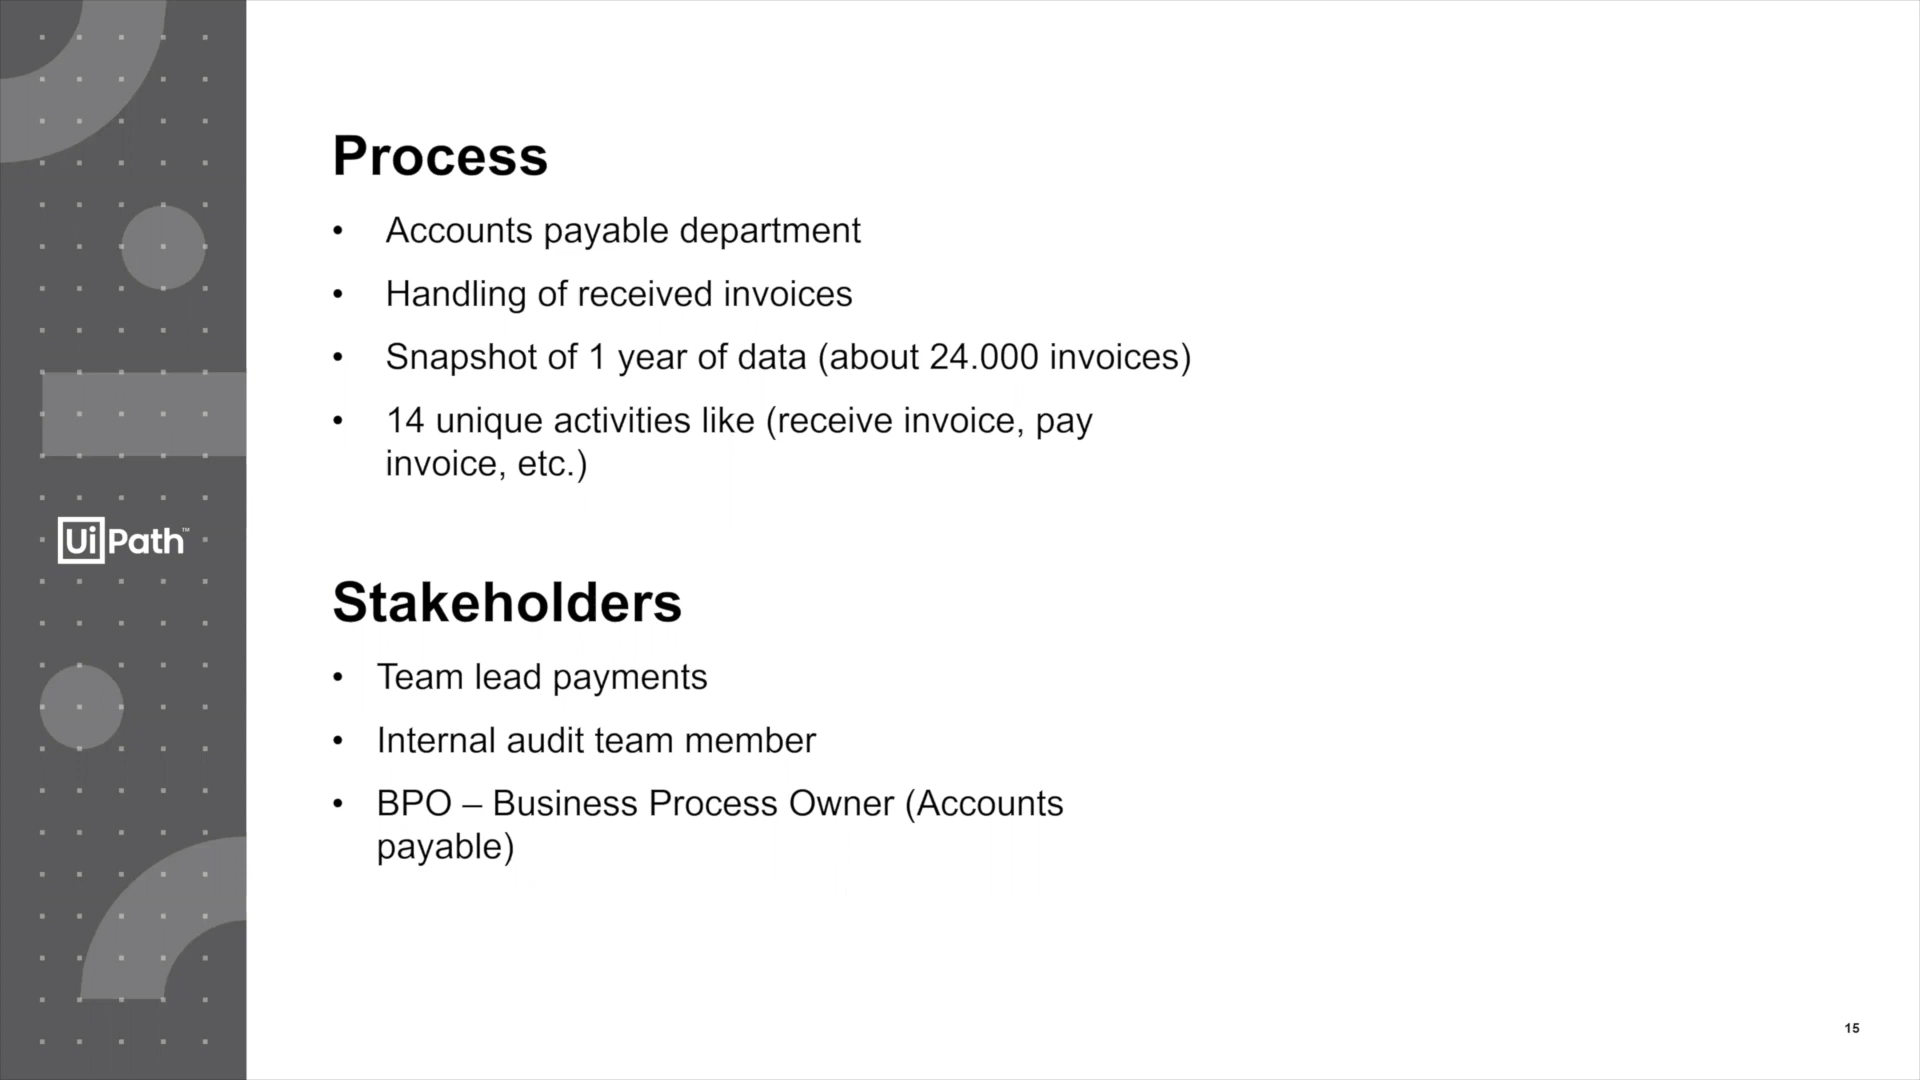 Process
• Accounts payable department
• Handling of received invoices
• Snapshot of 1 year of data (about 24.000 invoices)
• 14 unique activities like (receive invoice, pay
invoice, etc.)
UiPath™
Stakeholders
• Team lead payments
• Internal audit team member
• BPO – Business Process Owner (Accounts
payable)
15